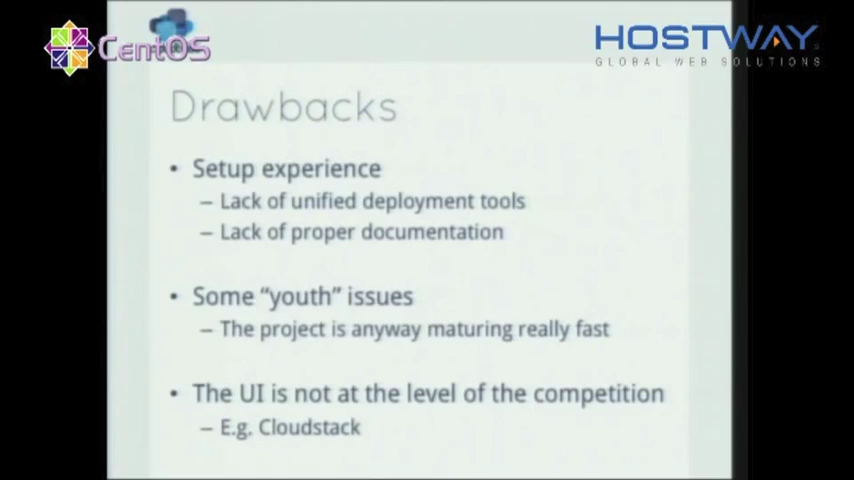 CentOS
HOSTWAY
GLOBAL WEB SOLUTIONS
Drawbacks
• Setup experience
– Lack of unified deployment tools
– Lack of proper documentation
• Some “youth” issues
– The project is anyway maturing really fast
• The UI is not at the level of the competition
– E.g. Cloudstack